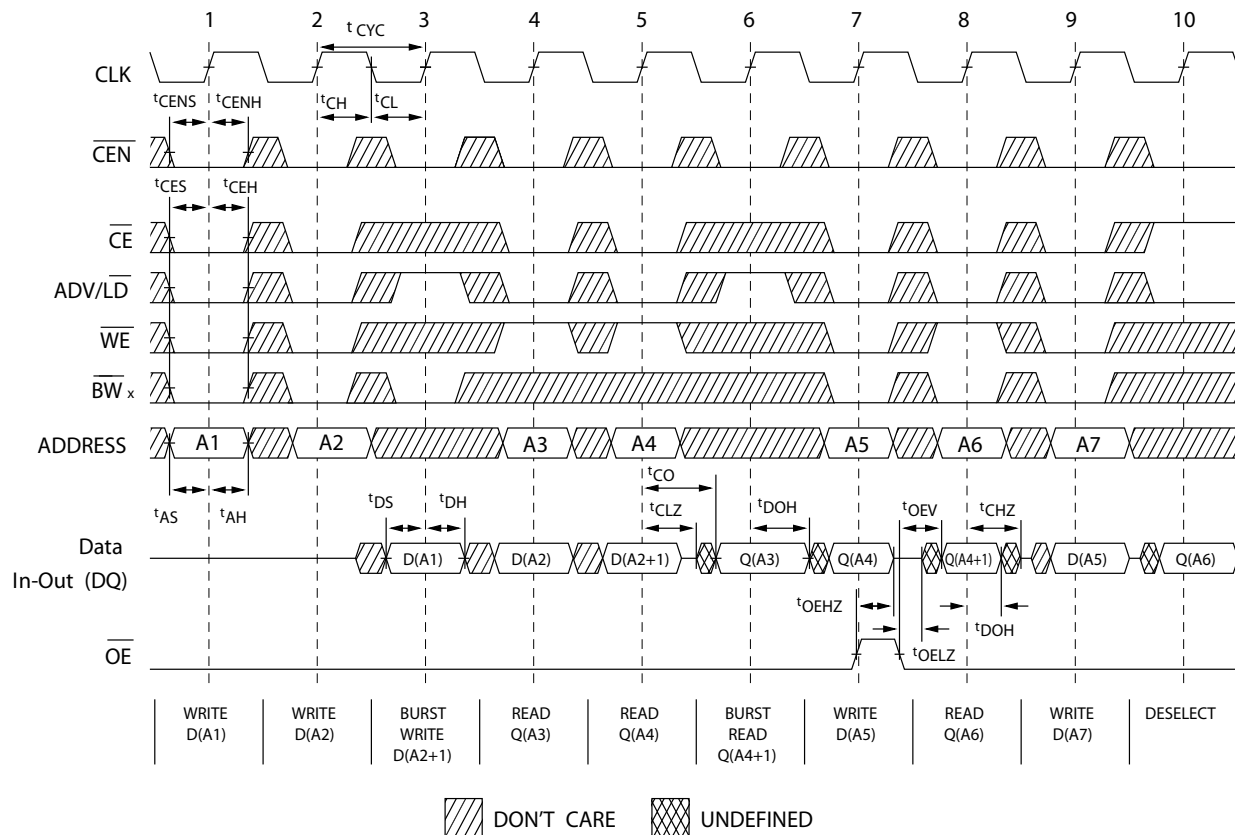 1 2 3 4 5 6 7 8 9 10
t CYC
CLK
tCENS tCENH tCH tCL
CEN
tCES tCEH
CE
ADV/LD
WE
BW x
ADDRESS A1 A2 A3 A4 A5 A6 A7
tAS tAH tDS tDH tCO tCLZ tDOH tOEV tCHZ
Data
In-Out (DQ)
D(A1) D(A2) D(A2+1) Q(A3) Q(A4) Q(A4+1) D(A5) Q(A6)
tOEHZ tDOH
tOELZ
OE
WRITE
D(A1)
WRITE
D(A2)
BURST
WRITE
D(A2+1)
READ
Q(A3)
READ
Q(A4)
BURST
READ
Q(A4+1)
WRITE
D(A5)
READ
Q(A6)
WRITE
D(A7)
DESELECT
DON'T CARE UNDEFINED